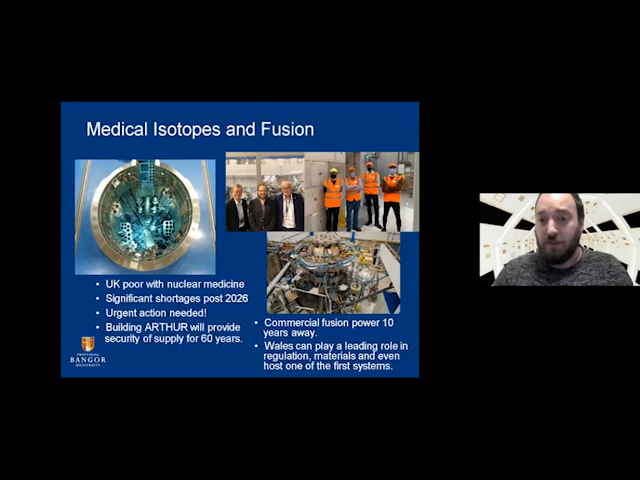 Medical Isotopes and Fusion
• UK poor with nuclear medicine
• Significant shortages post 2026
• Urgent action needed!
• Building ARTHUR will provide
security of supply for 60 years.
• Commercial fusion power 10
years away.
• Wales can play a leading role in
regulation, materials and even
host one of the first systems.
PRIFYSGOL
BANGOR
UNIVERSITY